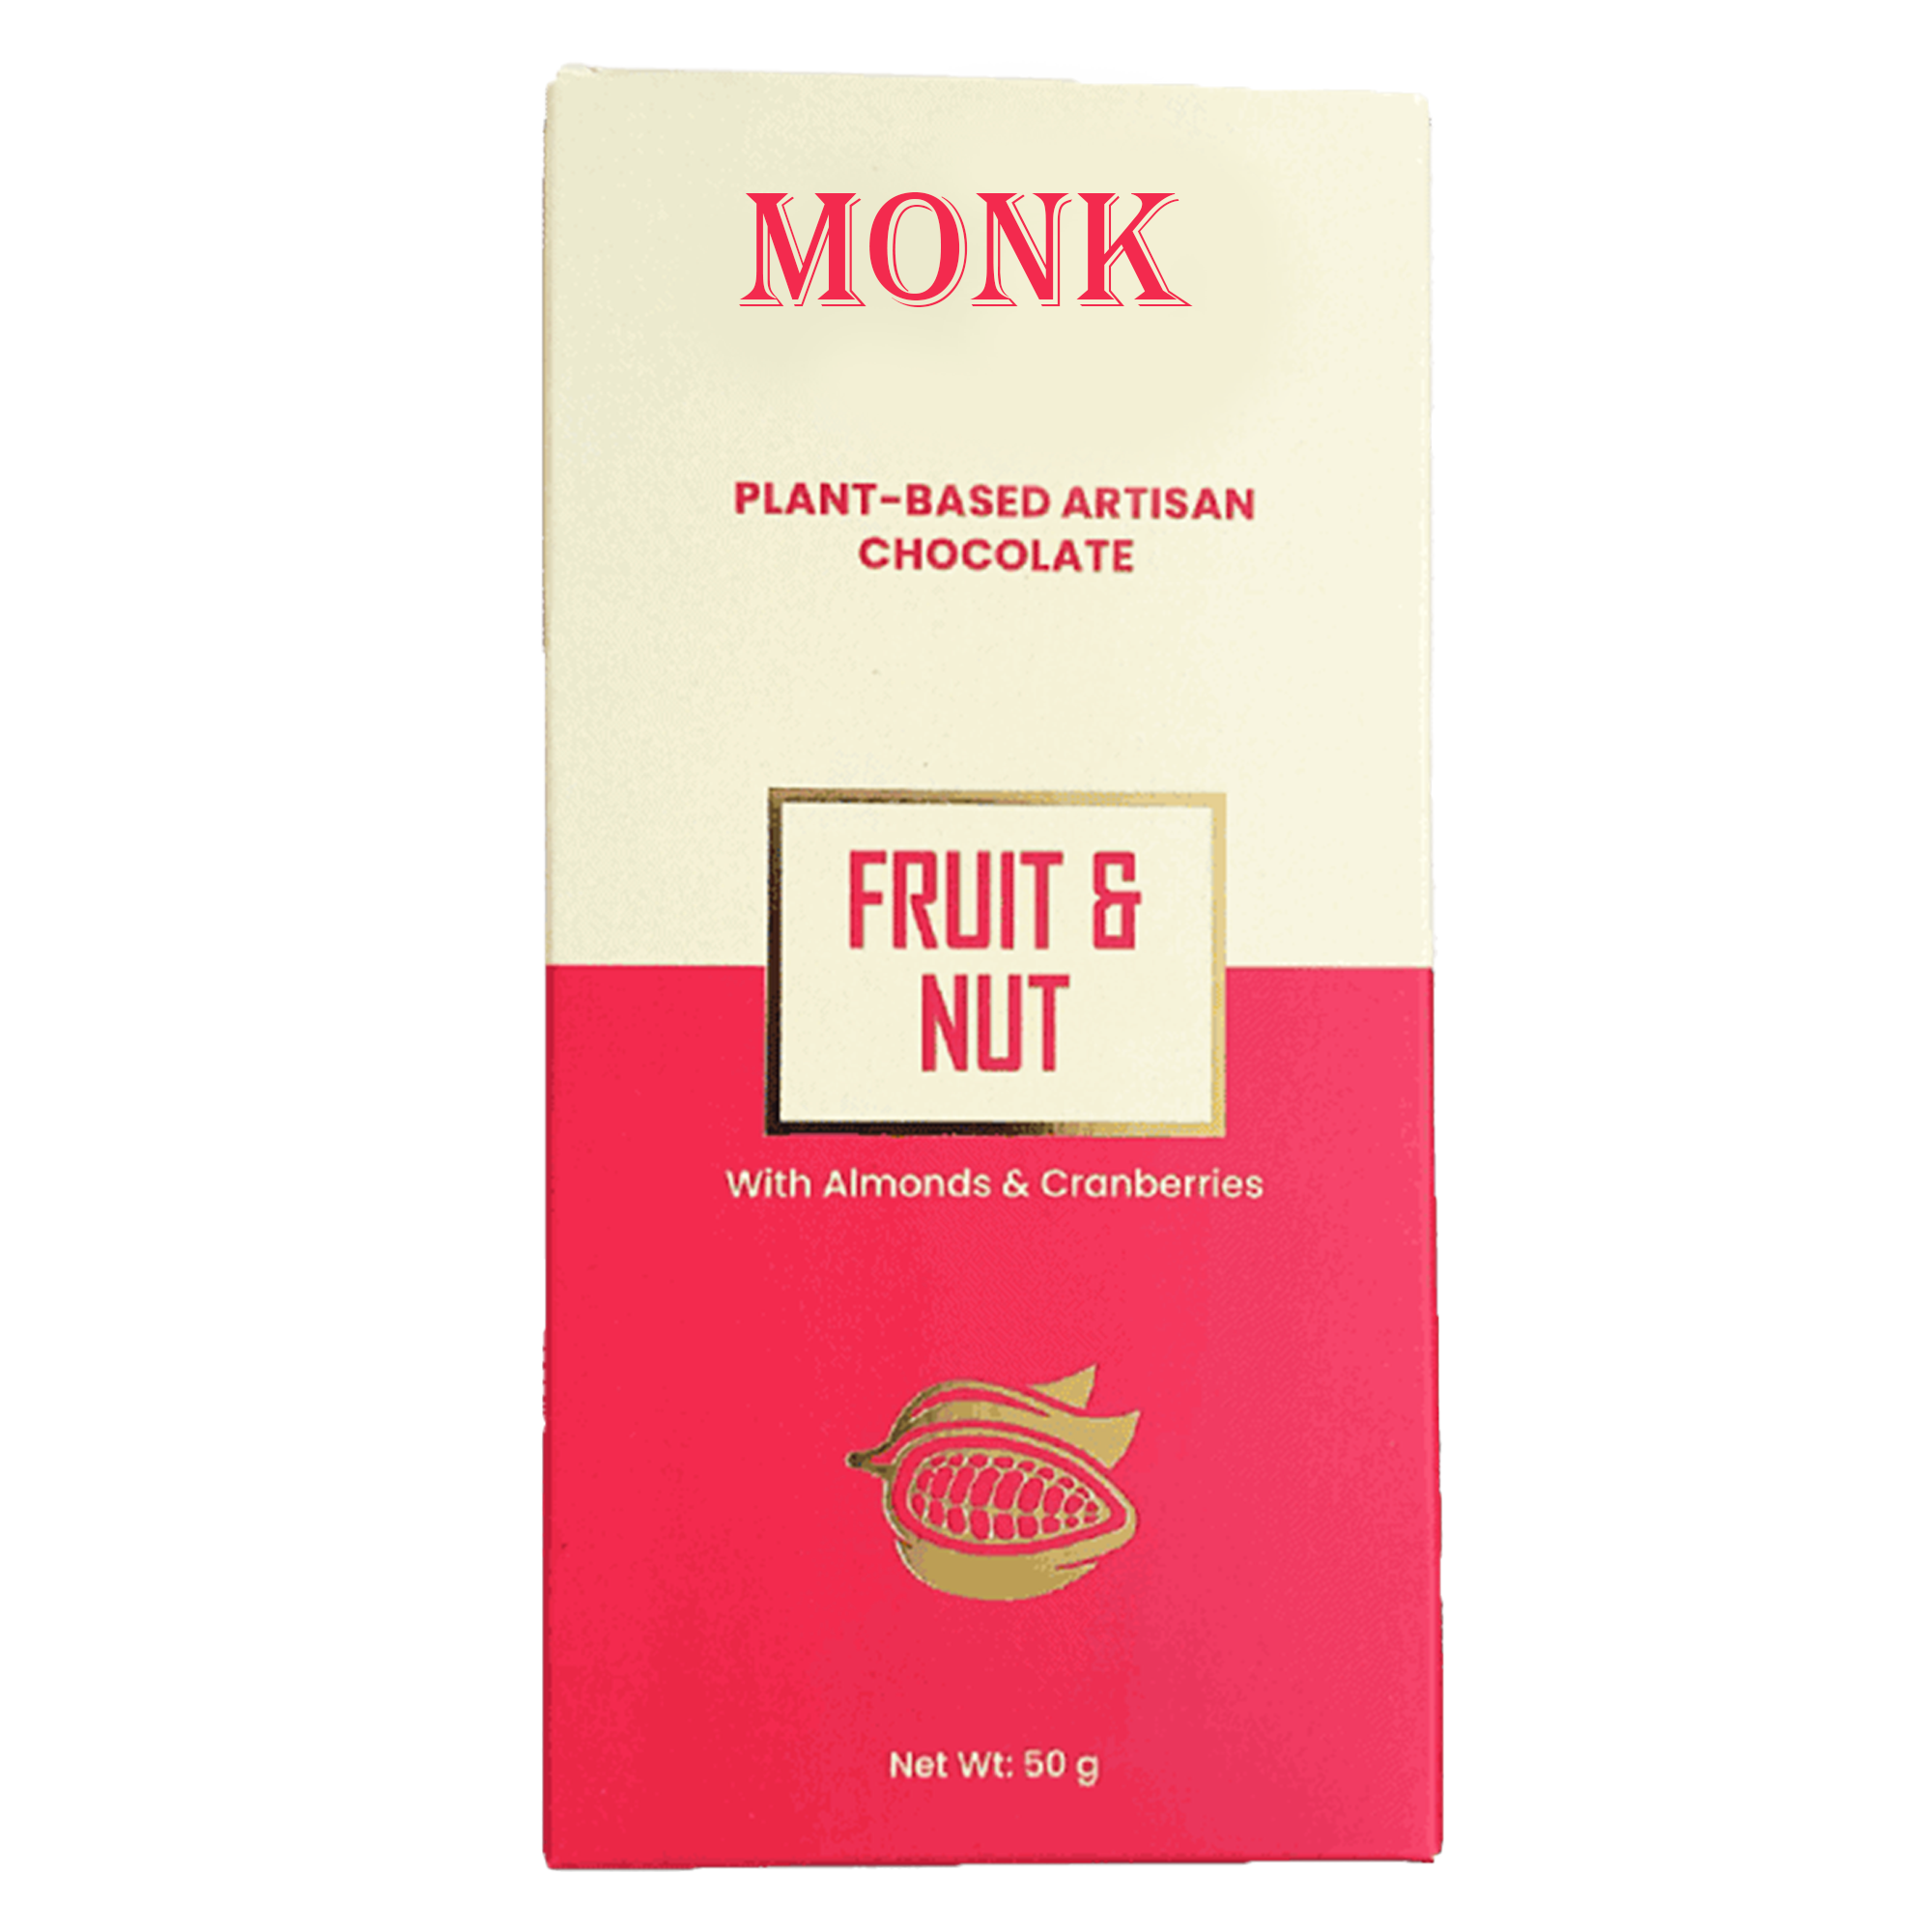 MONK
PLANT-BASED ARTISAN
CHOCOLATE
FRUIT &
NUT
With Almonds & Cranberries
Net Wt: 50 g